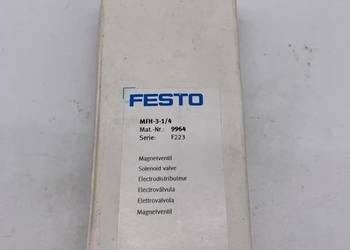 FESTO
MFH-3-1/4
Mat.-Nr.: 9964
Serie: F223
Magnetventil
Solenoid valve
Electrodistributeur
Electroválvula
Elettrovalvola
Magnetventil